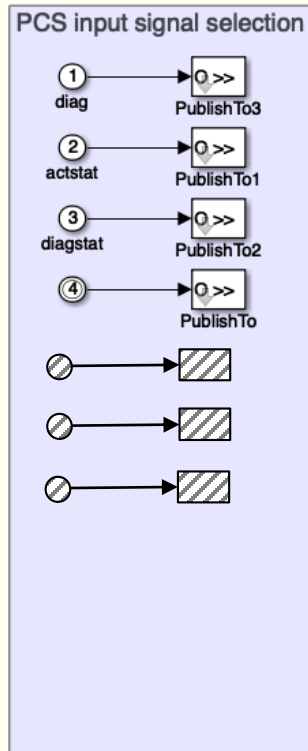 PCS input signal selection
1
O >>
diag
PublishTo3
2
O >>
actstat
PublishTo1
3
O >>
diagstat
PublishTo2
4
O >>
PublishTo